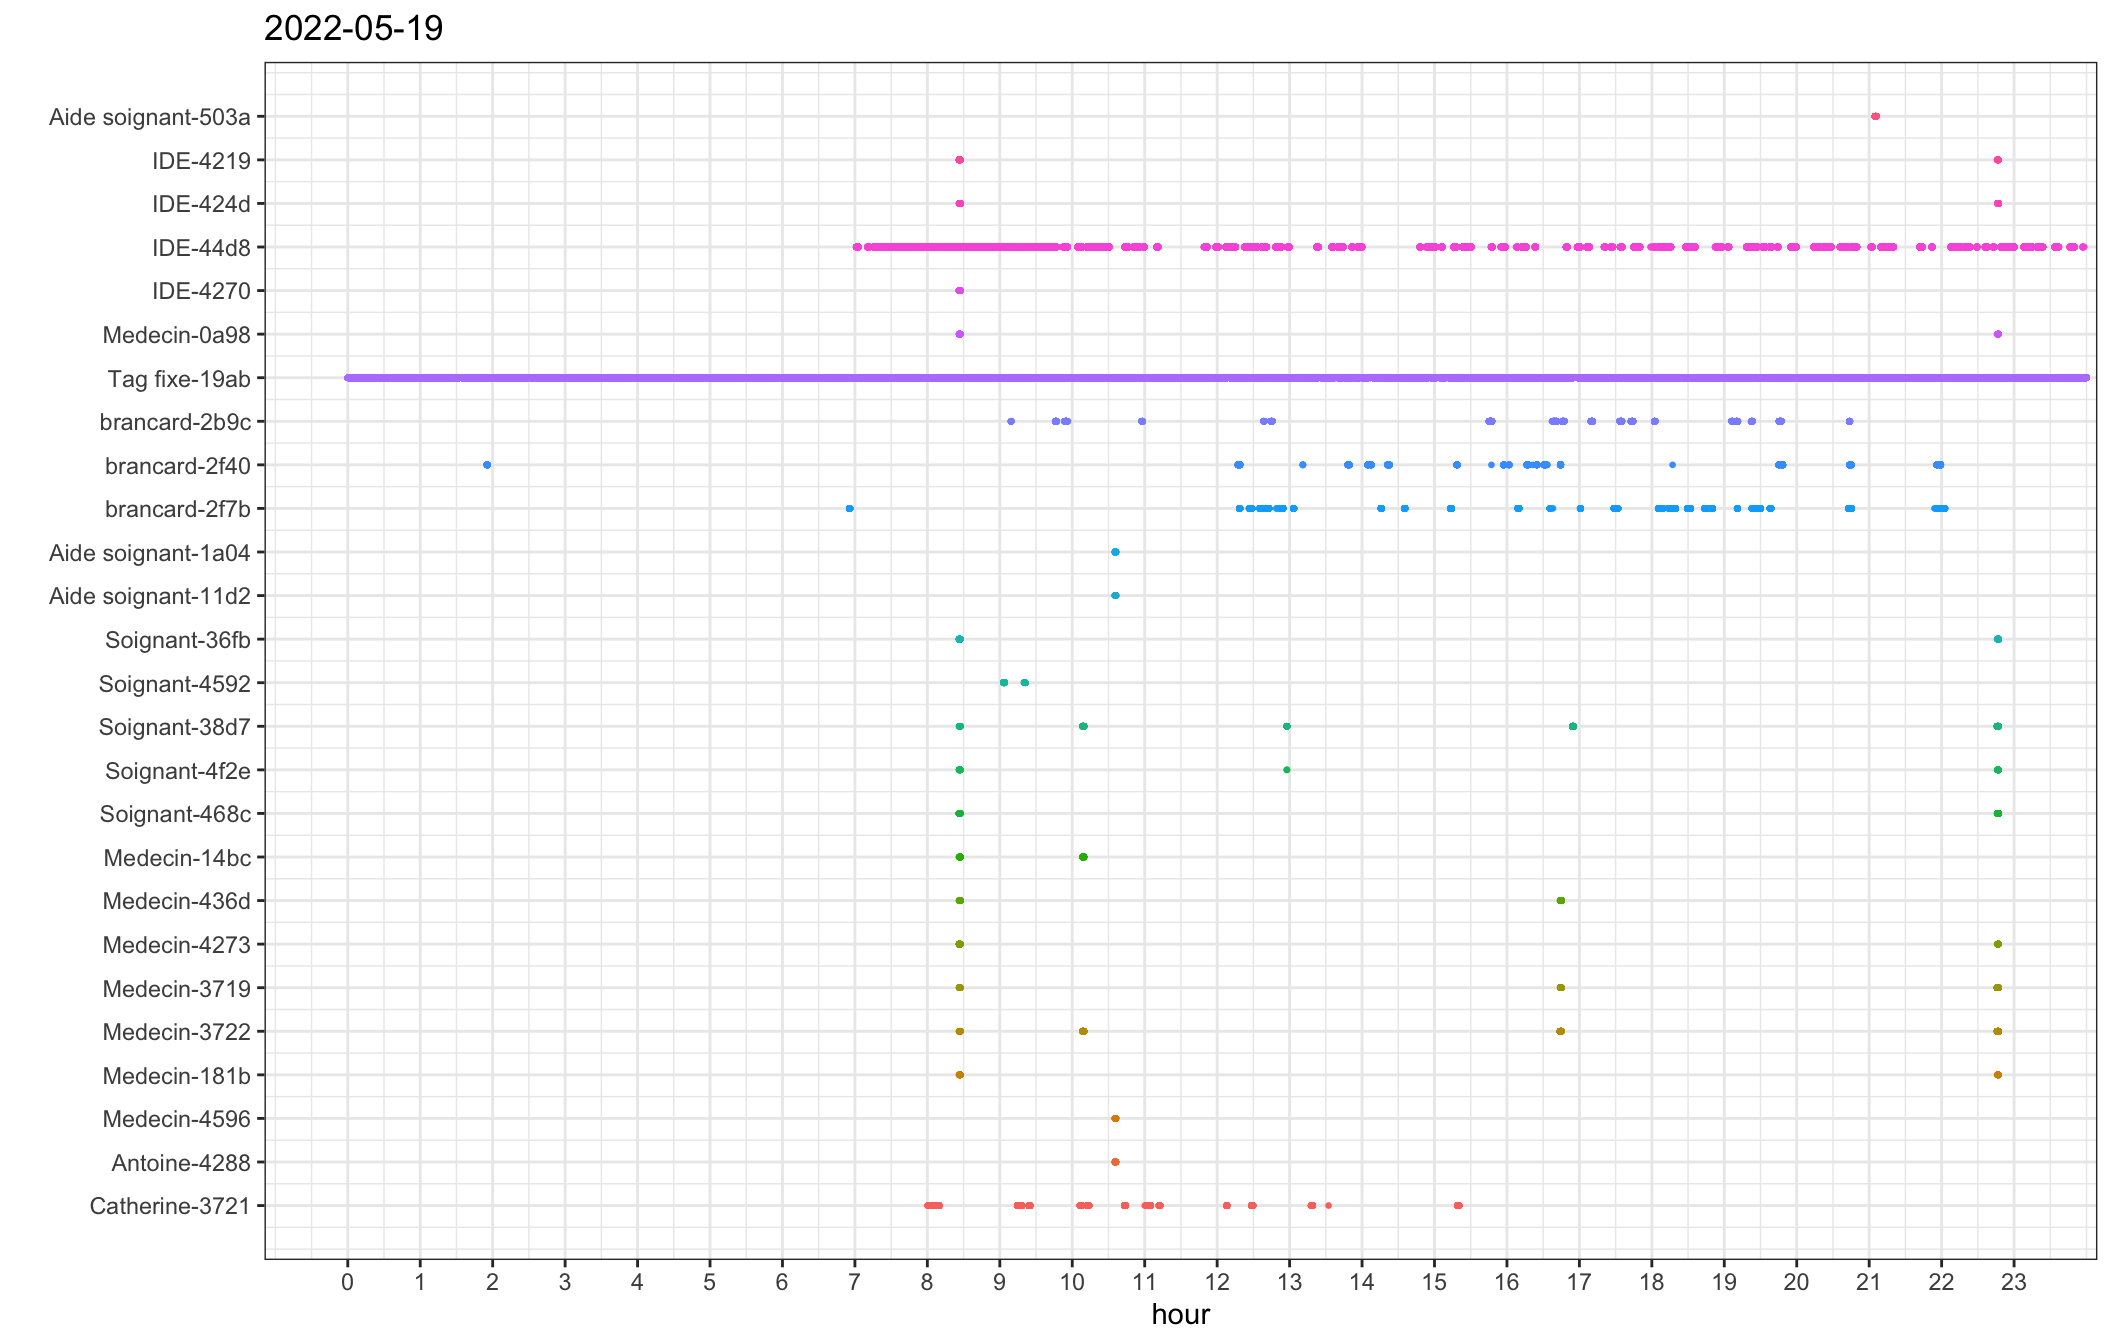 2022-05-19
Aide soignant-503a
IDE-4219
IDE-424d
IDE-44d8
IDE-4270
Medecin-0a98
Tag fixe-19ab
brancard-2b9c
brancard-2f40
brancard-2f7b
Aide soignant-1a04
Aide soignant-11d2
Soignant-36fb
Soignant-4592
Soignant-38d7
Soignant-4f2e
Soignant-468c
Medecin-14bc
Medecin-436d
Medecin-4273
Medecin-3719
Medecin-3722
Medecin-181b
Medecin-4596
Antoine-4288
Catherine-3721
0 1 2 3 4 5 6 7 8 9 10 11 12 13 14 15 16 17 18 19 20 21 22 23
hour